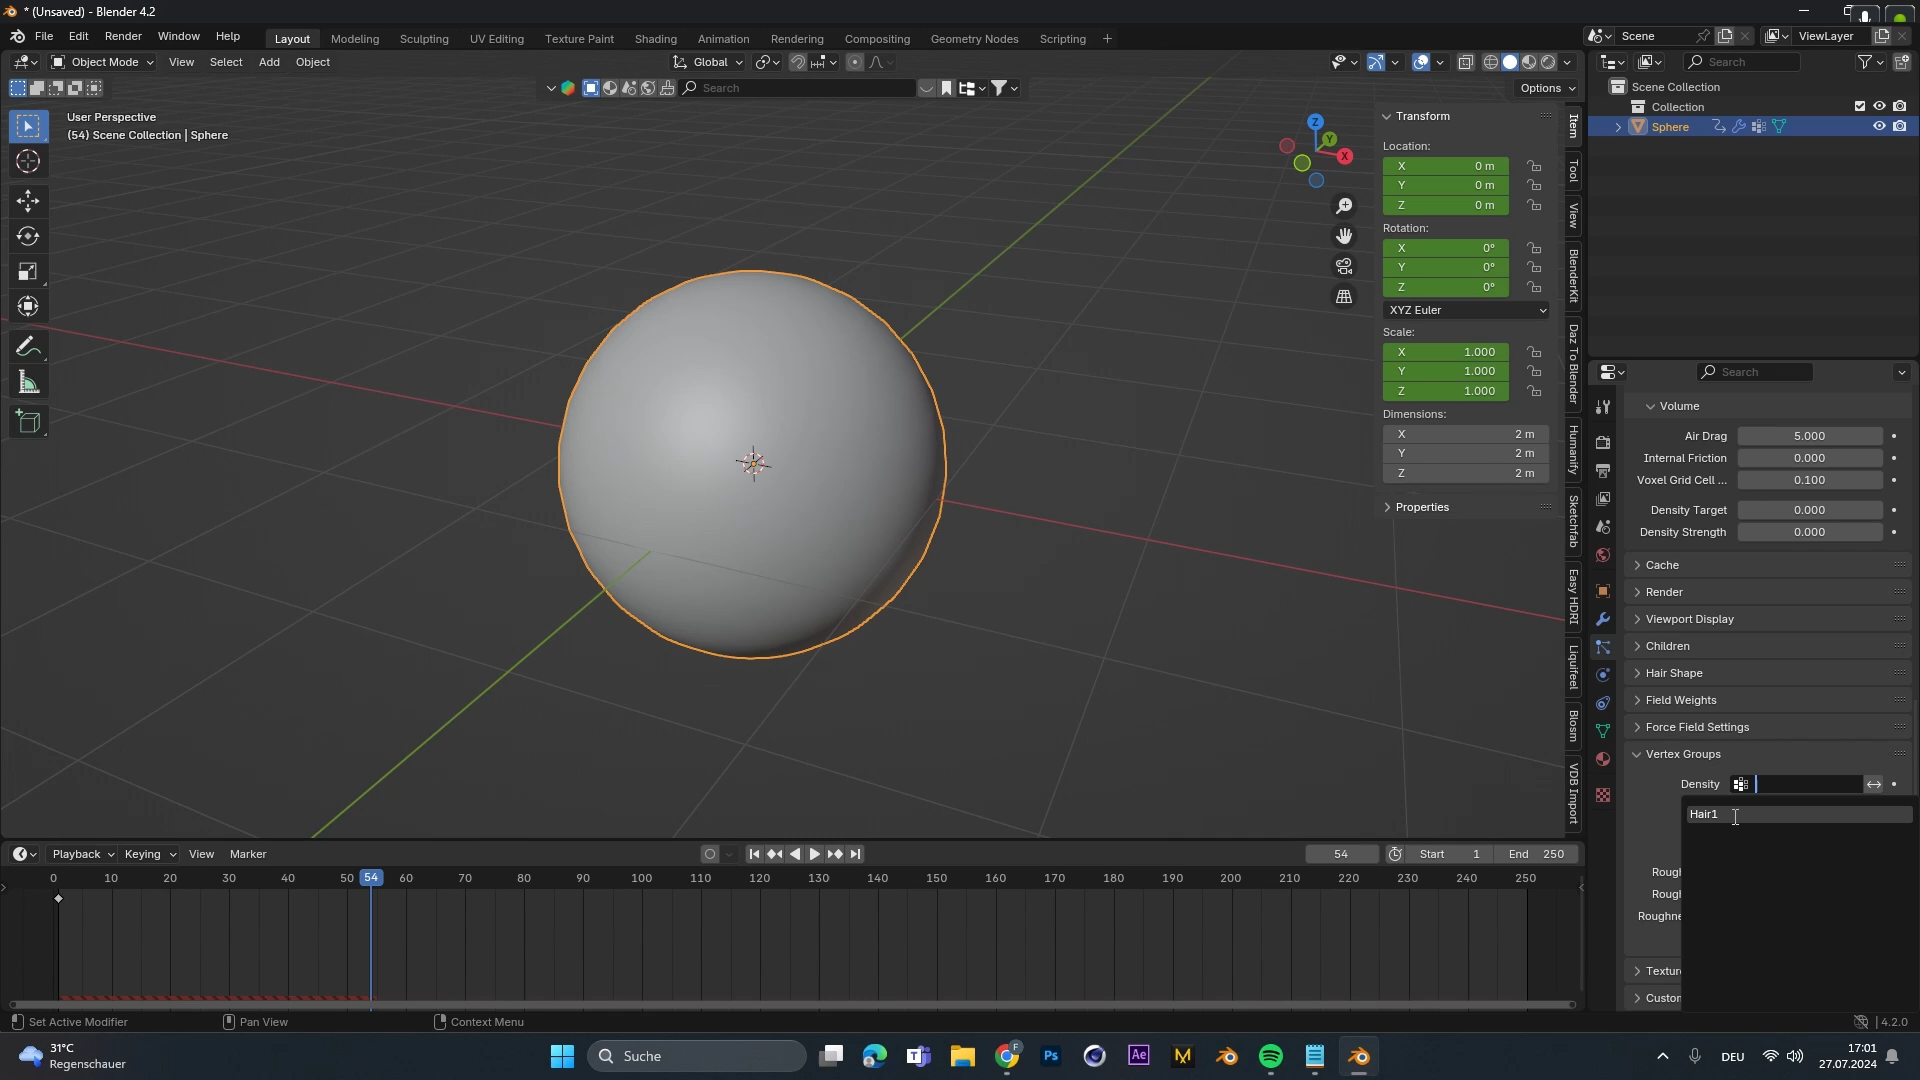 * (Unsaved) - Blender 4.2
File Edit Render Window Help
Layout Modeling Sculpting UV Editing Texture Paint Shading Animation Rendering Compositing Geometry Nodes Scripting +
Scene
ViewLayer
Object Mode View Select Add Object
Global
Search
Search
Options
User Perspective
(54) Scene Collection | Sphere
Z
Y
X
Transform
Location:
X 0 m
Y 0 m
Z 0 m
Rotation:
X 0°
Y 0°
Z 0°
XYZ Euler
Scale:
X 1.000
Y 1.000
Z 1.000
Dimensions:
X 2 m
Y 2 m
Z 2 m
Properties
Item
Tool
View
BlenderKit
Daz To Blender
Humanify
Sketchfab
Easy HDRI
Liquifeel
Blosm
VDB Import
Scene Collection
Collection
Sphere
Search
Volume
Air Drag 5.000
Internal Friction 0.000
Voxel Grid Cell ... 0.100
Density Target 0.000
Density Strength 0.000
Cache
Render
Viewport Display
Children
Hair Shape
Field Weights
Force Field Settings
Vertex Groups
Density
Hair1
Rough
Rough
Roughne
Texture
Custom
Playback Keying View Marker
54
Start 1
End 250
0 10 20 30 40 50 54 60 70 80 90 100 110 120 130 140 150 160 170 180 190 200 210 220 230 240 250
Set Active Modifier
Pan View
Context Menu
4.2.0
31°C
Regenschauer
Suche
F
T
Ps
Ae
M
DEU
17:01
27.07.2024